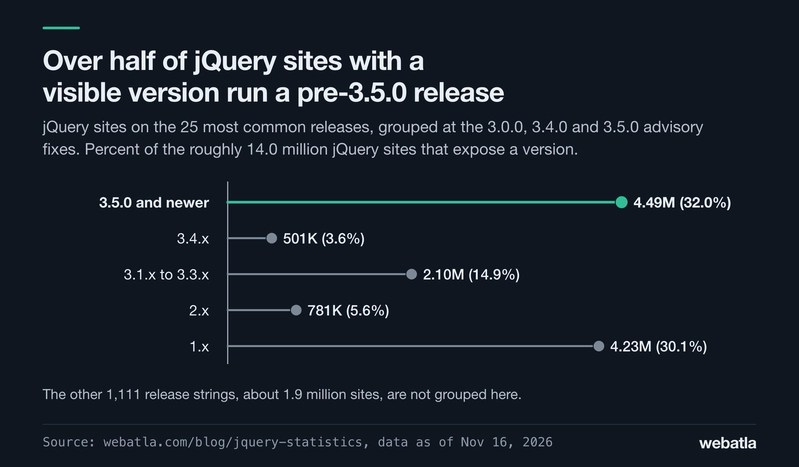 Over half of jQuery sites with a
visible version run a pre-3.5.0 release
jQuery sites on the 25 most common releases, grouped at the 3.0.0, 3.4.0 and 3.5.0 advisory
fixes. Percent of the roughly 14.0 million jQuery sites that expose a version.
3.5.0 and newer 4.49M (32.0%)
3.4.x 501K (3.6%)
3.1.x to 3.3.x 2.10M (14.9%)
2.x 781K (5.6%)
1.x 4.23M (30.1%)
The other 1,111 release strings, about 1.9 million sites, are not grouped here.
Source: webatla.com/blog/jquery-statistics, data as of Nov 16, 2026
webatla